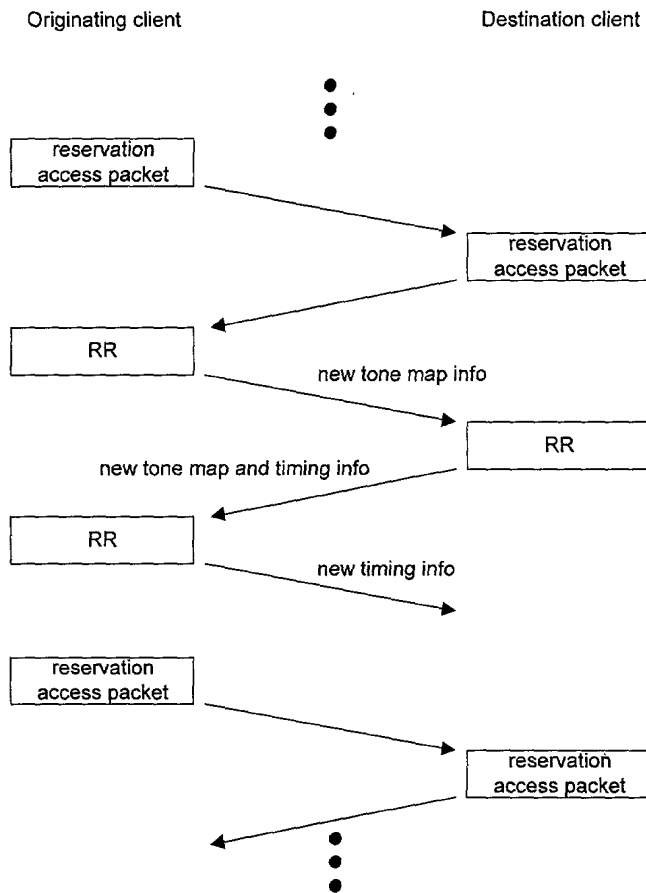 Originating client
Destination client
reservation
access packet
reservation
access packet
RR
new tone map info
RR
new tone map and timing info
RR
new timing info
reservation
access packet
reservation
access packet